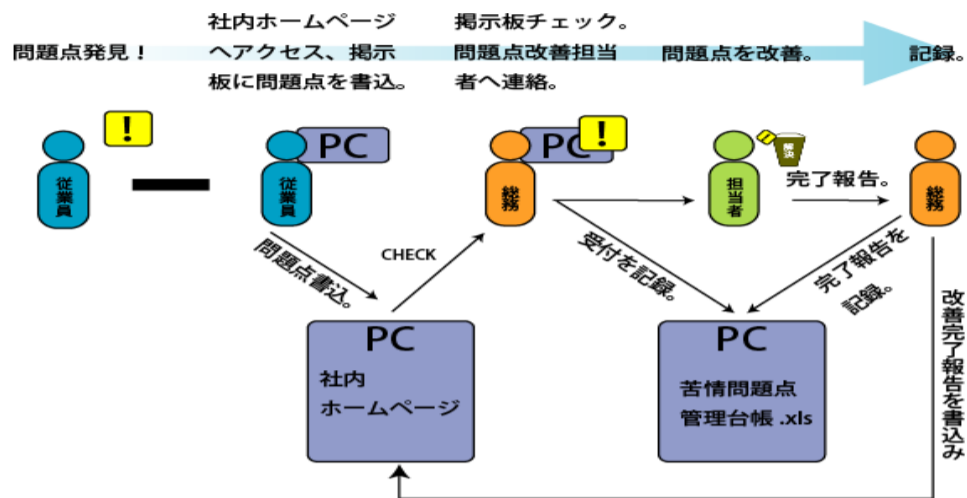 問題点発見！
社内ホームページ
へアクセス、掲示
板に問題点を書込。
掲示板チェック。
問題点改善担当
者へ連絡。
問題点を改善。
記録。
!
従業員
PC
従業員
PC
!
総務
!
解決
担当者
完了報告。
総務
問題点書込。
CHECK
受付を記録。
完了報告を
記録。
改善完了報告を書込み
PC
社内
ホームページ
PC
苦情問題点
管理台帳.xls